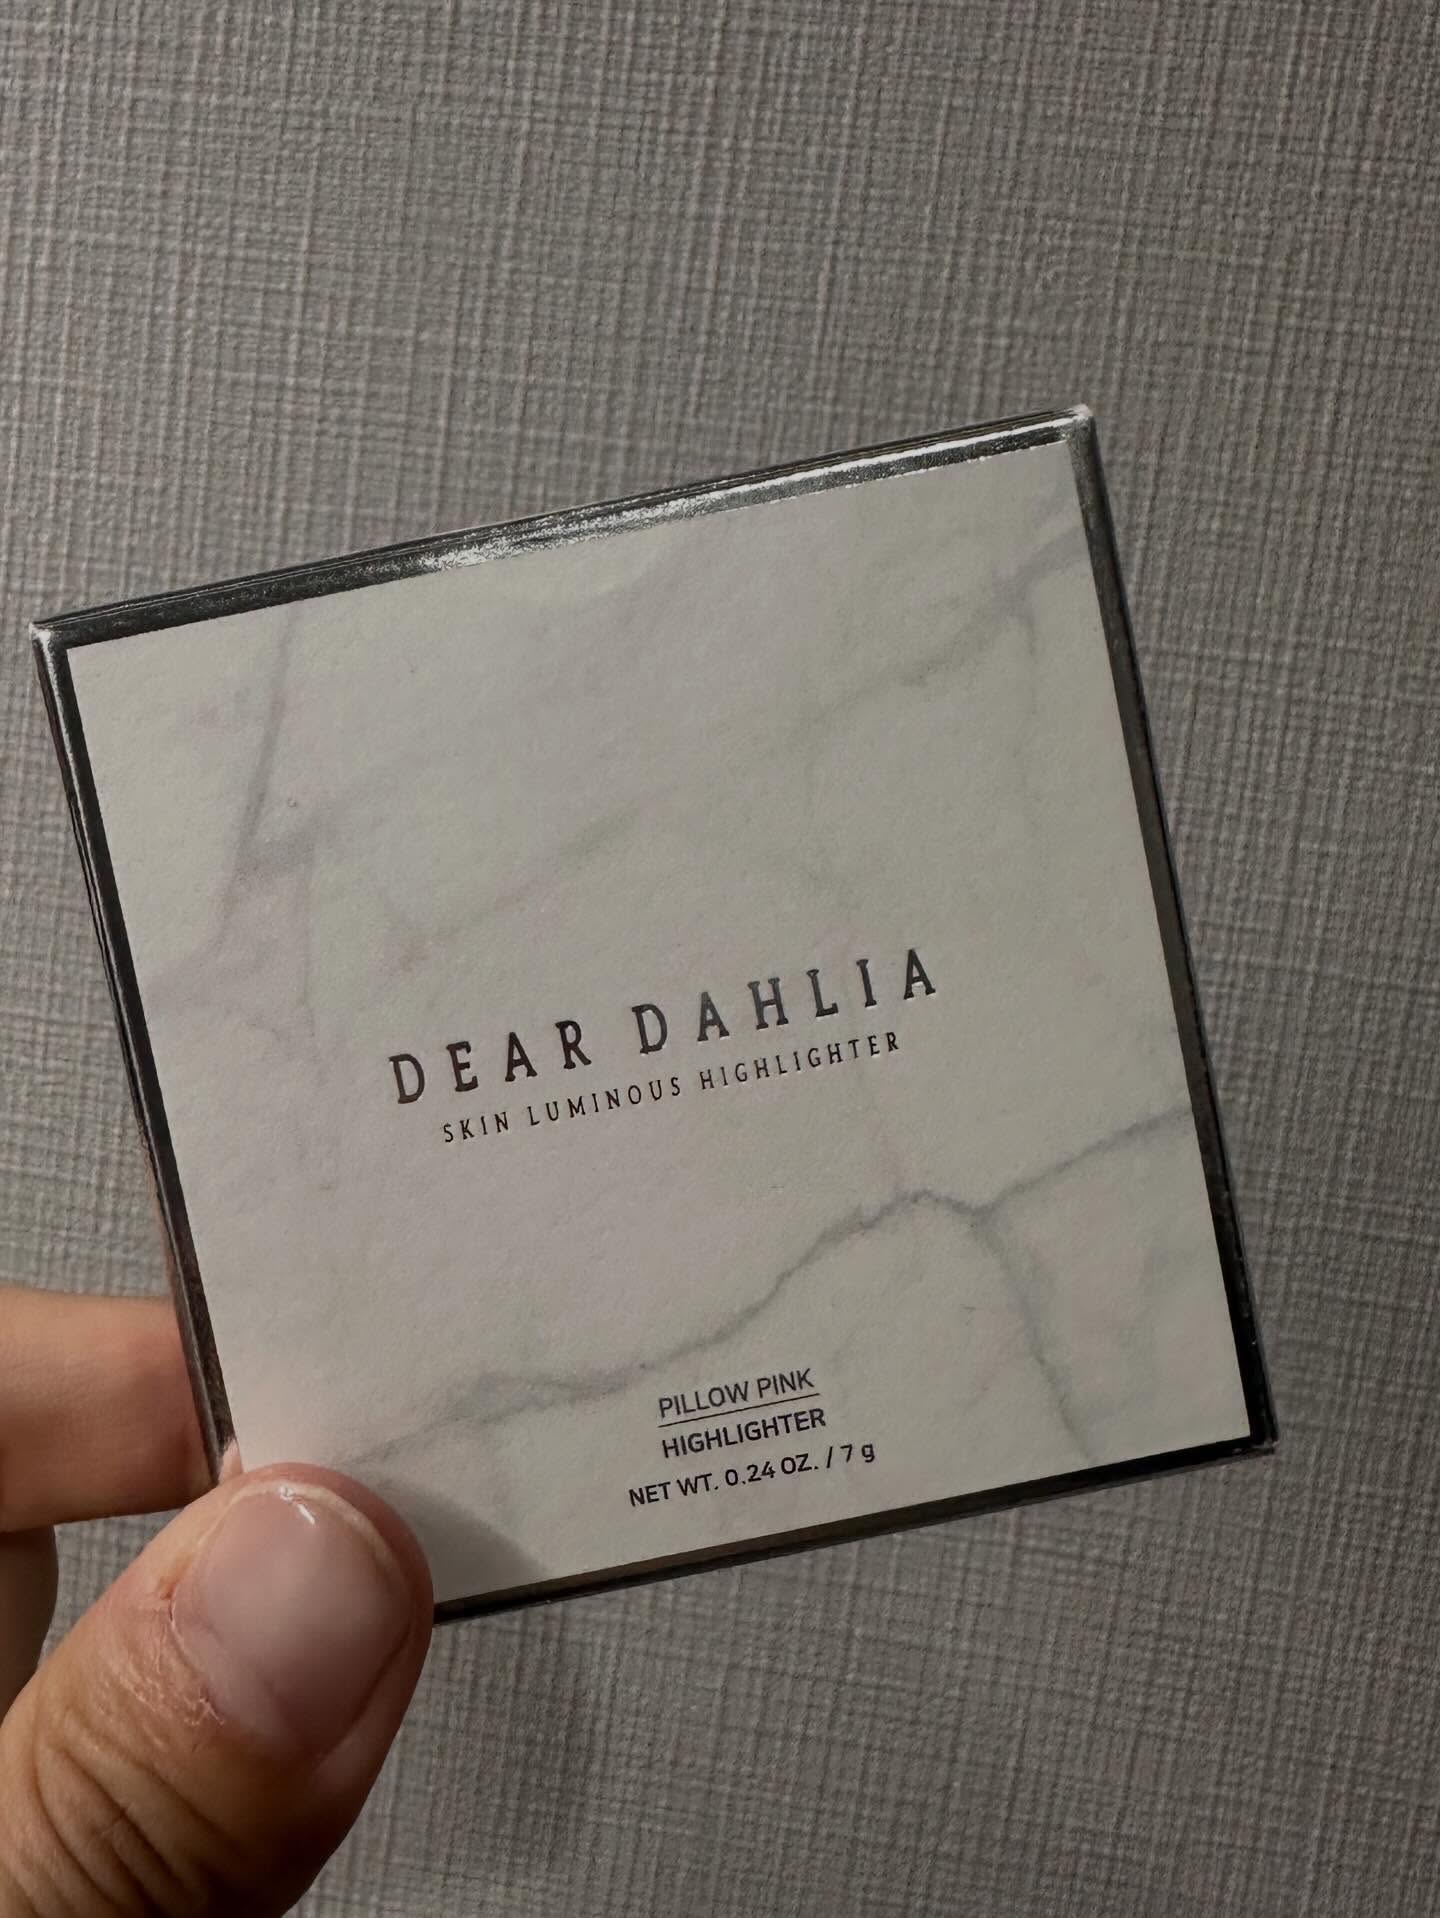 DEAR DAHLIA
SKIN LUMINOUS HIGHLIGHTER
PILLOW PINK
HIGHLIGHTER
NET WT. 0.24 OZ. / 7 g